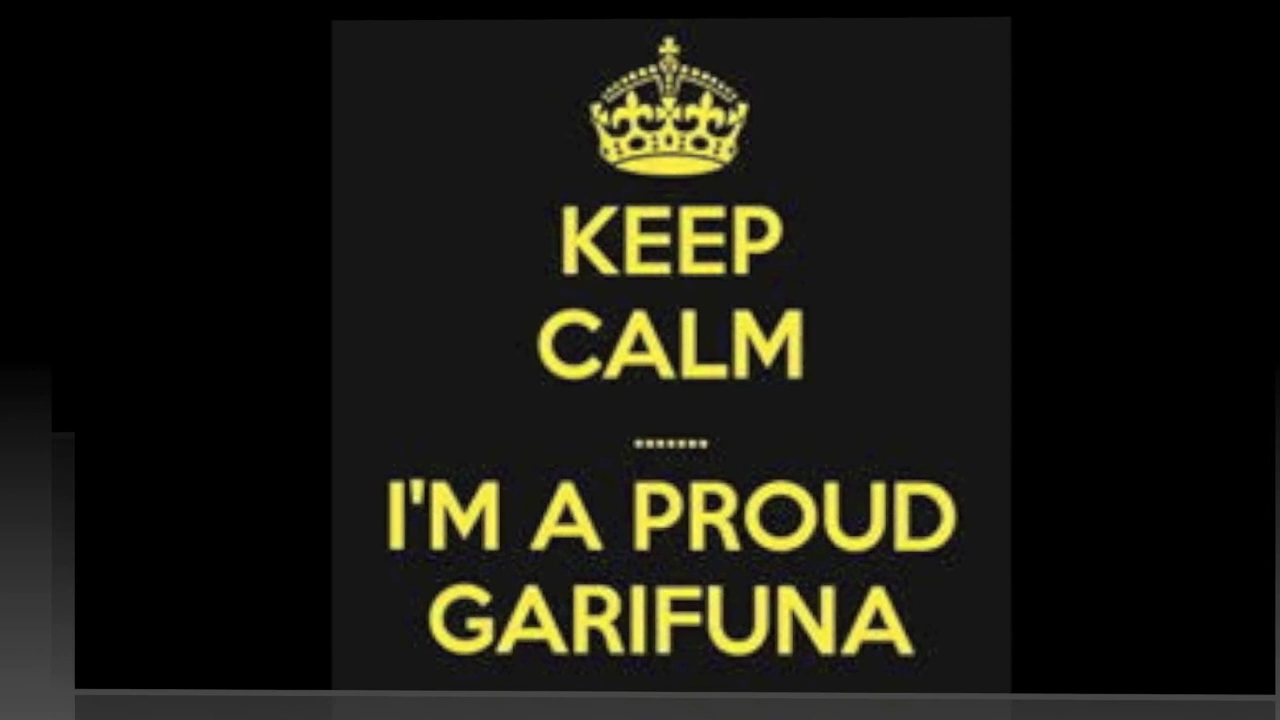 KEEP
CALM
.......
I'M A PROUD
GARIFUNA